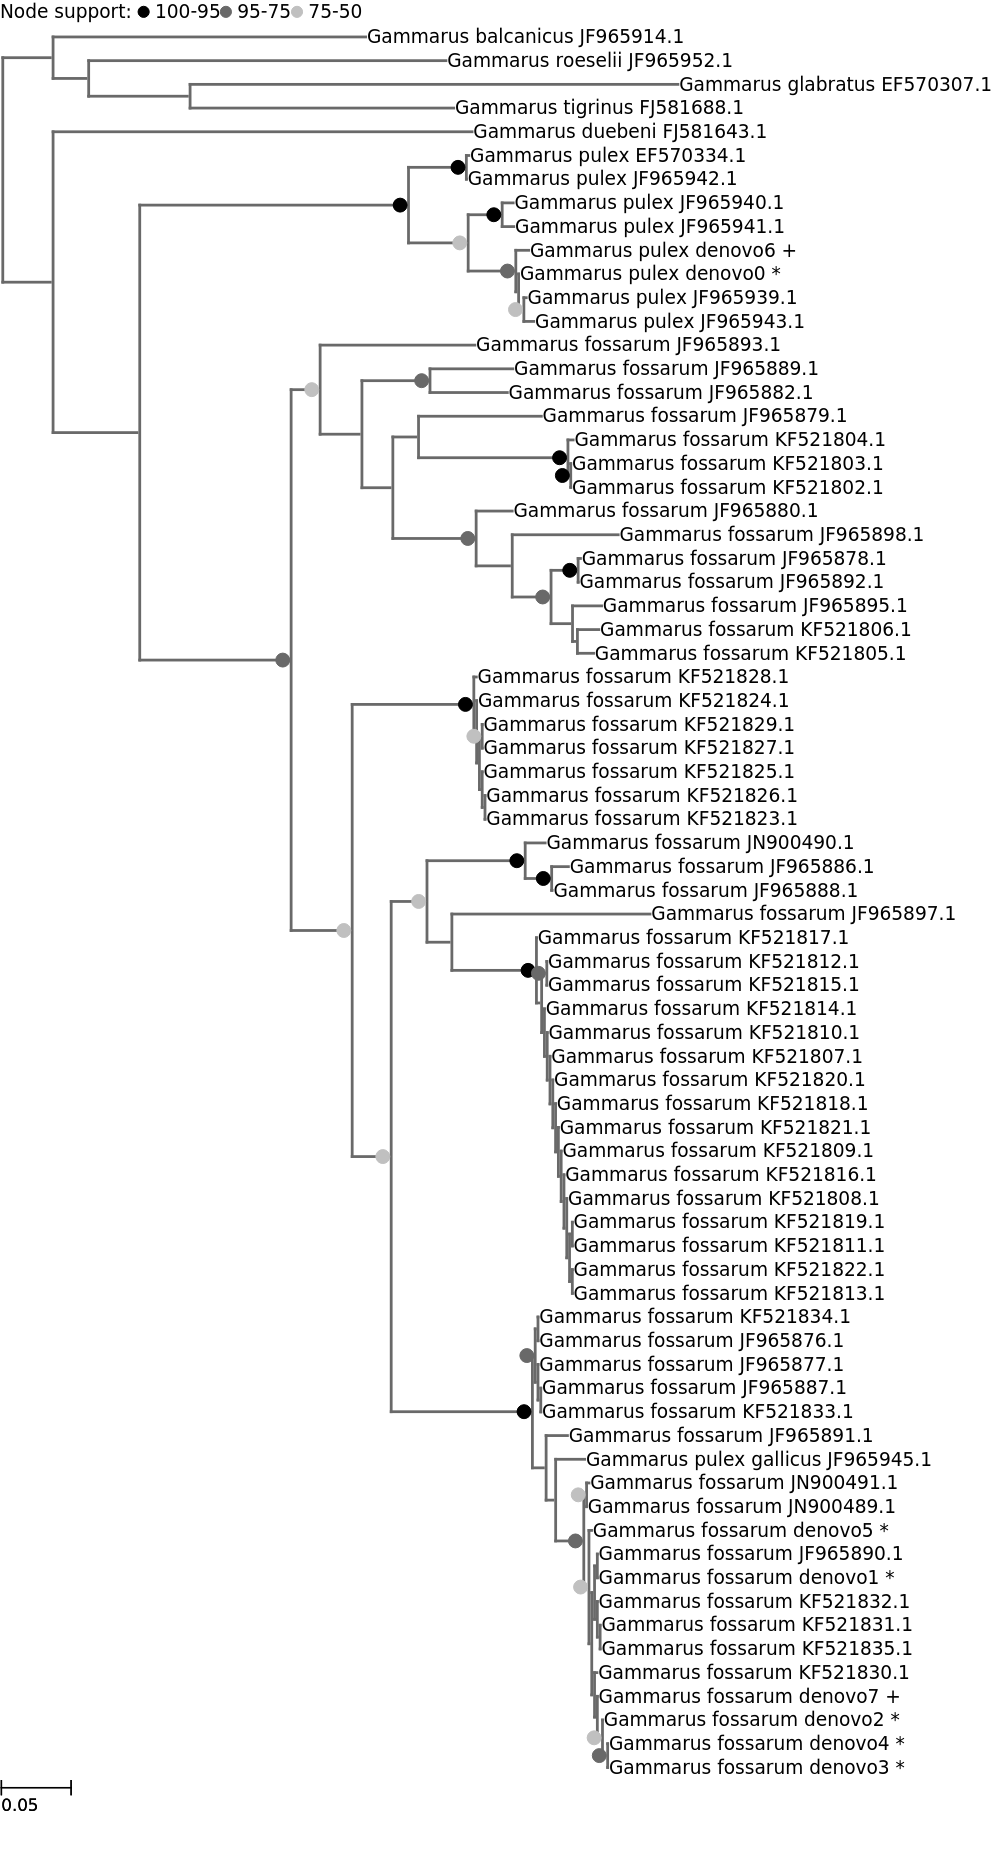 Node support: 100-95 95-75 75-50
Gammarus balcanicus JF965914.1
Gammarus roeselii JF965952.1
Gammarus glabratus EF570307.1
Gammarus tigrinus FJ581688.1
Gammarus duebeni FJ581643.1
Gammarus pulex EF570334.1
Gammarus pulex JF965942.1
Gammarus pulex JF965940.1
Gammarus pulex JF965941.1
Gammarus pulex denovo6 +
Gammarus pulex denovo0 *
Gammarus pulex JF965939.1
Gammarus pulex JF965943.1
Gammarus fossarum JF965893.1
Gammarus fossarum JF965889.1
Gammarus fossarum JF965882.1
Gammarus fossarum JF965879.1
Gammarus fossarum KF521804.1
Gammarus fossarum KF521803.1
Gammarus fossarum KF521802.1
Gammarus fossarum JF965880.1
Gammarus fossarum JF965898.1
Gammarus fossarum JF965878.1
Gammarus fossarum JF965892.1
Gammarus fossarum JF965895.1
Gammarus fossarum KF521806.1
Gammarus fossarum KF521805.1
Gammarus fossarum KF521828.1
Gammarus fossarum KF521824.1
Gammarus fossarum KF521829.1
Gammarus fossarum KF521827.1
Gammarus fossarum KF521825.1
Gammarus fossarum KF521826.1
Gammarus fossarum KF521823.1
Gammarus fossarum JN900490.1
Gammarus fossarum JF965886.1
Gammarus fossarum JF965888.1
Gammarus fossarum JF965897.1
Gammarus fossarum KF521817.1
Gammarus fossarum KF521812.1
Gammarus fossarum KF521815.1
Gammarus fossarum KF521814.1
Gammarus fossarum KF521810.1
Gammarus fossarum KF521807.1
Gammarus fossarum KF521820.1
Gammarus fossarum KF521818.1
Gammarus fossarum KF521821.1
Gammarus fossarum KF521809.1
Gammarus fossarum KF521816.1
Gammarus fossarum KF521808.1
Gammarus fossarum KF521819.1
Gammarus fossarum KF521811.1
Gammarus fossarum KF521822.1
Gammarus fossarum KF521813.1
Gammarus fossarum KF521834.1
Gammarus fossarum JF965876.1
Gammarus fossarum JF965877.1
Gammarus fossarum JF965887.1
Gammarus fossarum KF521833.1
Gammarus fossarum JF965891.1
Gammarus pulex gallicus JF965945.1
Gammarus fossarum JN900491.1
Gammarus fossarum JN900489.1
Gammarus fossarum denovo5 *
Gammarus fossarum JF965890.1
Gammarus fossarum denovo1 *
Gammarus fossarum KF521832.1
Gammarus fossarum KF521831.1
Gammarus fossarum KF521835.1
Gammarus fossarum KF521830.1
Gammarus fossarum denovo7 +
Gammarus fossarum denovo2 *
Gammarus fossarum denovo4 *
Gammarus fossarum denovo3 *
0.05